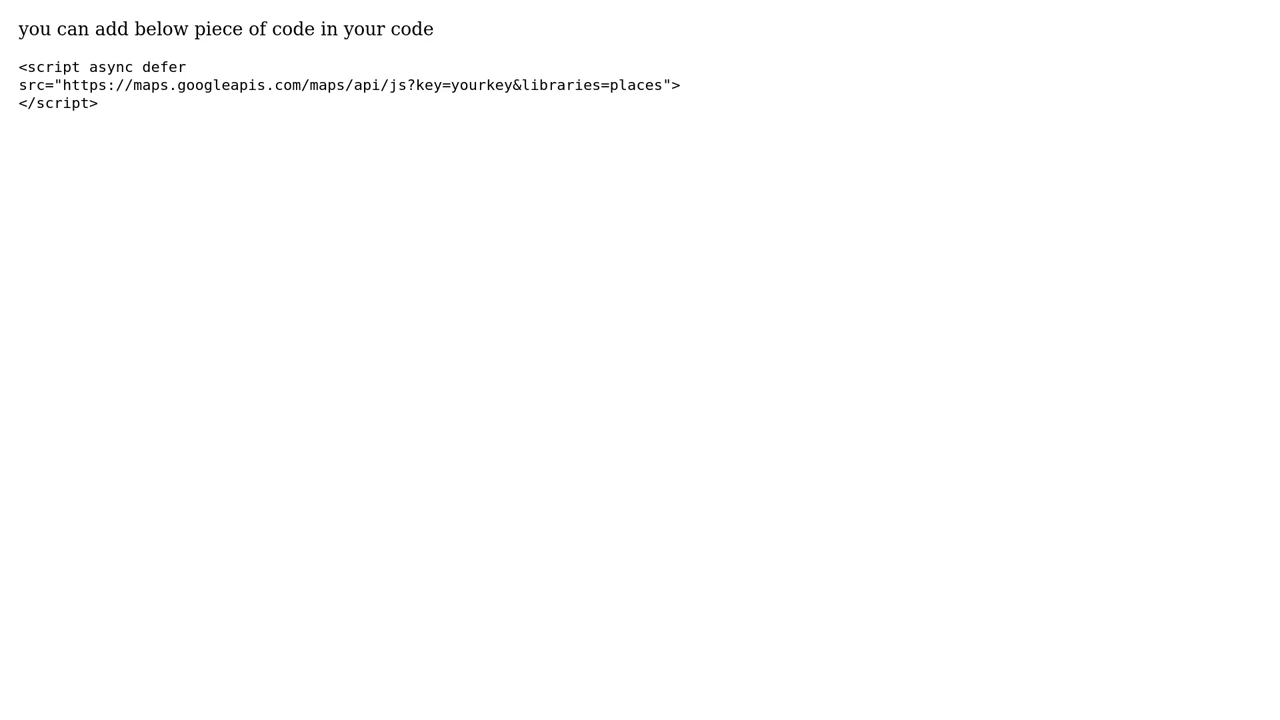 you can add below piece of code in your code
<script async defer
src="https://maps.googleapis.com/maps/api/js?key=yourkey&libraries=places">
</script>